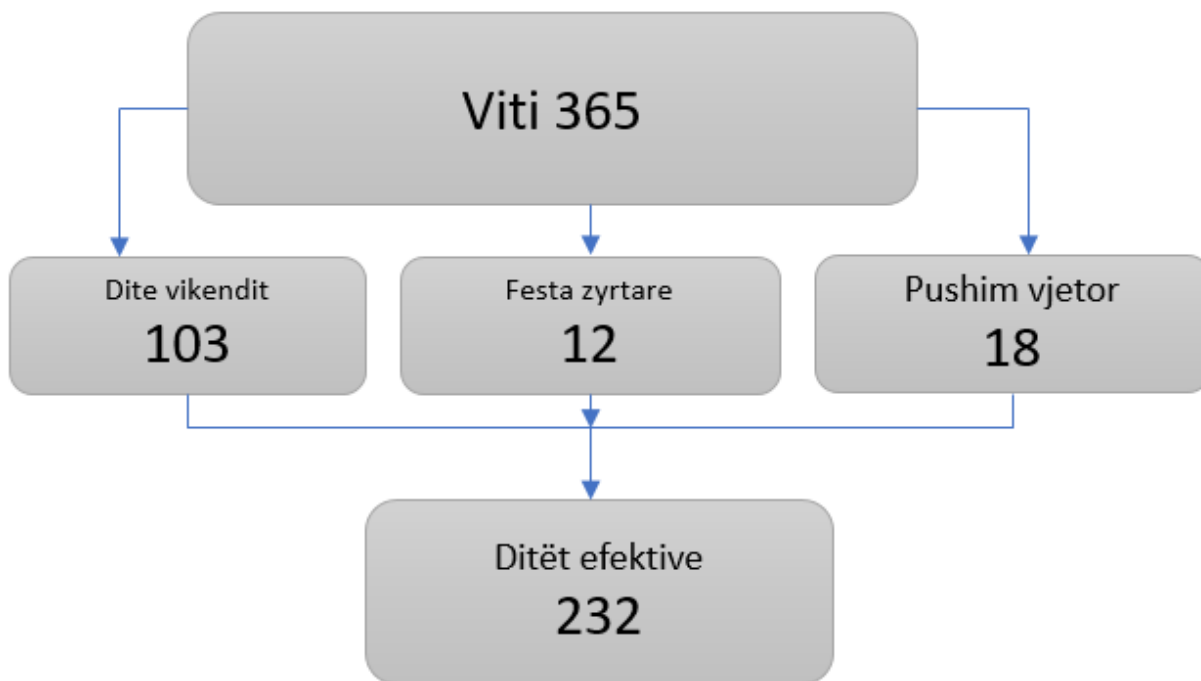 Viti 365
Dite vikendit
103
Festa zyrtare
12
Pushim vjetor
18
Ditët efektive
232